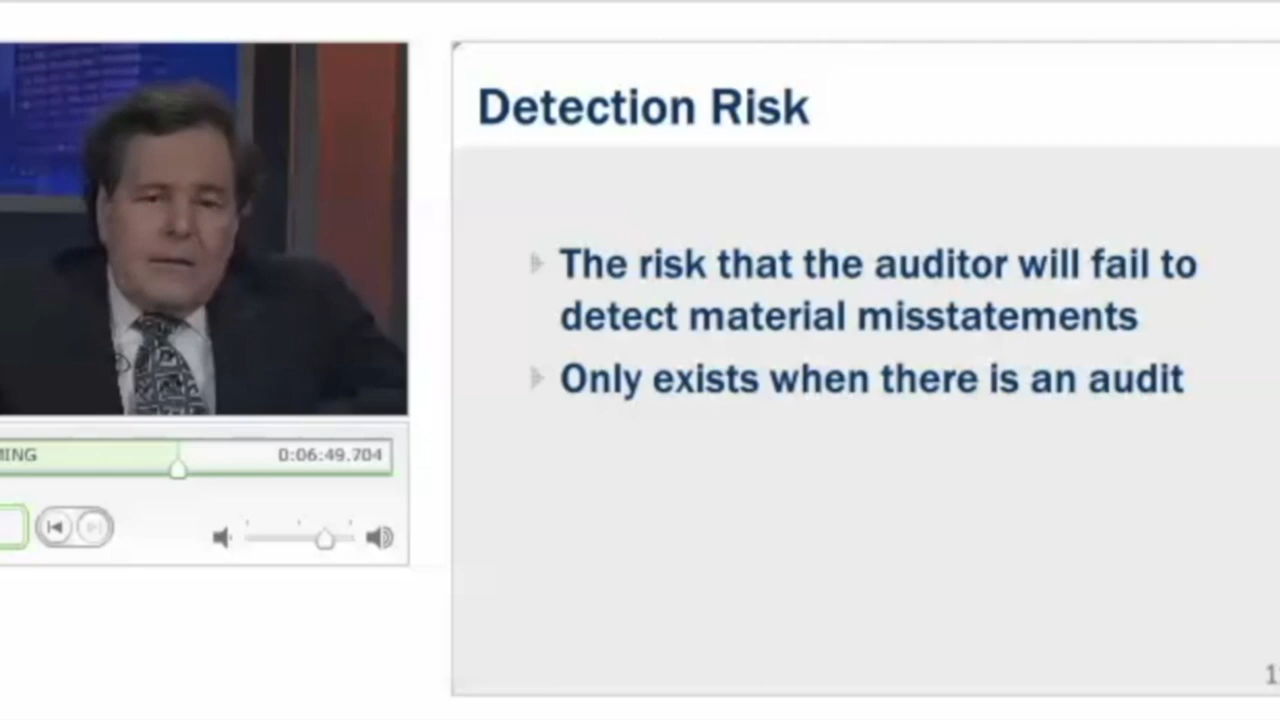 Detection Risk
The risk that the auditor will fail to
detect material misstatements
Only exists when there is an audit
0:06:49.704